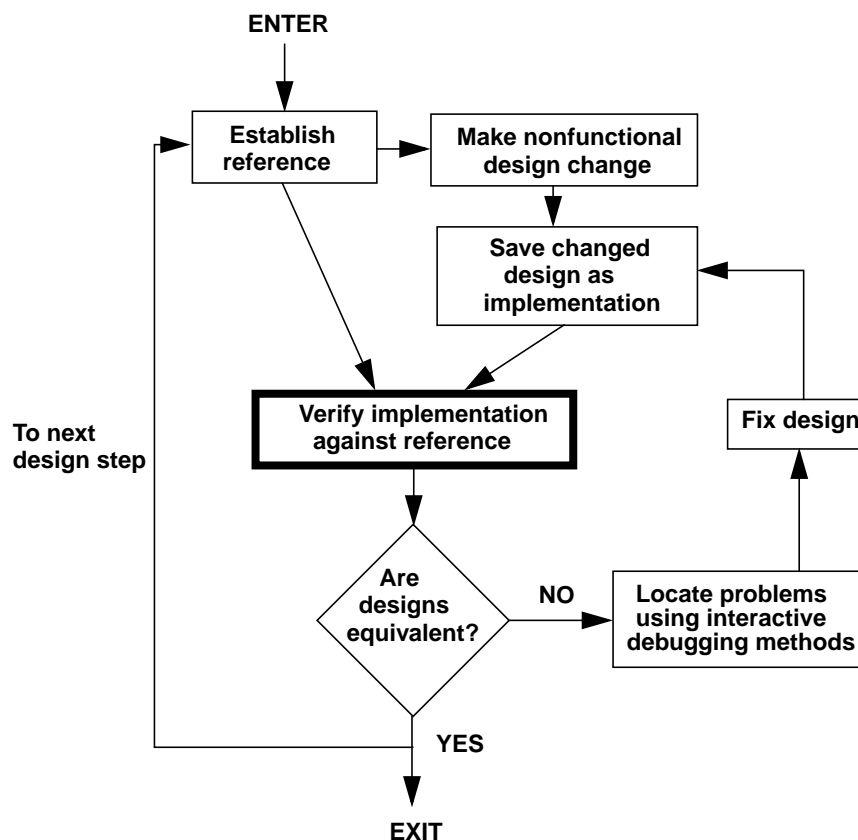 ENTER
Establish
reference
Make nonfunctional
design change
Save changed
design as
implementation
Verify implementation
against reference
To next
design step
Fix design
Are
designs
equivalent?
NO
Locate problems
using interactive
debugging methods
YES
EXIT